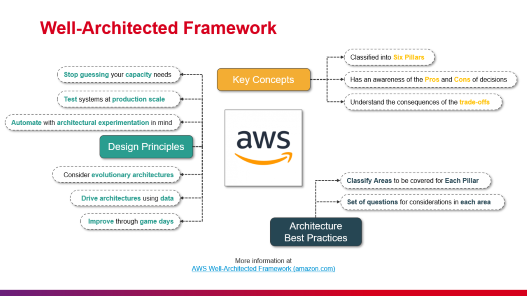 Well-Architected Framework
Stop guessing your capacity needs
Test systems at production scale
Automate with architectural experimentation in mind
Design Principles
Consider evolutionary architectures
Drive architectures using data
Improve through game days
Key Concepts
Classified into Six Pillars
Has an awareness of the Pros and Cons of decisions
Understand the consequences of the trade-offs
aws
Classify Areas to be covered for Each Pillar
Set of questions for considerations in each area
Architecture
Best Practices
More information at
AWS Well-Architected Framework (amazon.com)